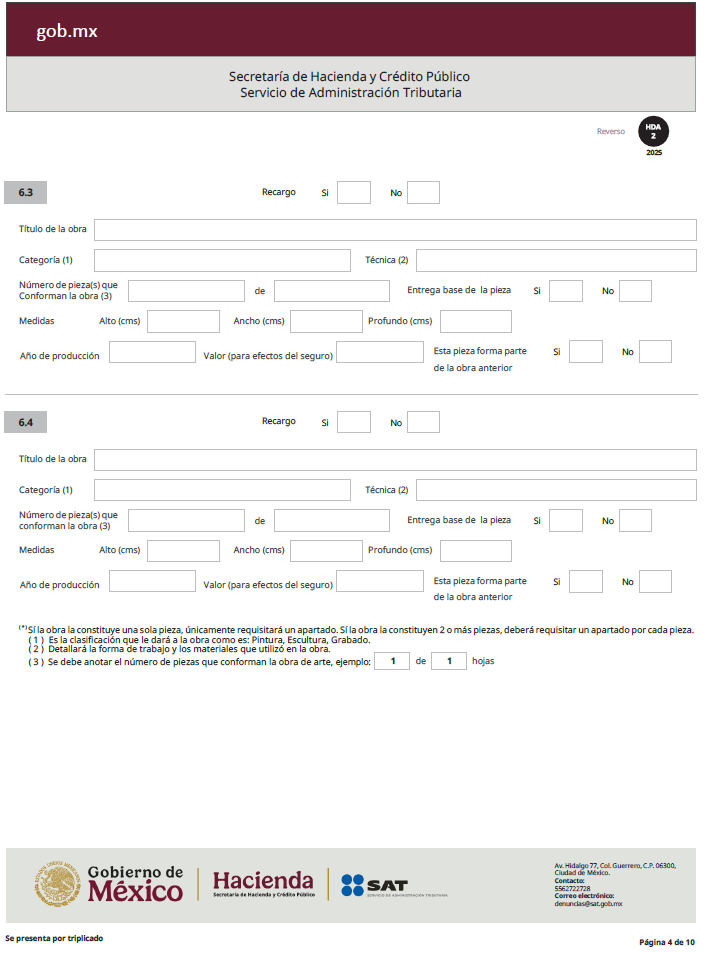 gob.mx
Secretaría de Hacienda y Crédito Público
Servicio de Administración Tributaria
Reverso HDA 2
2025
6.3 Recargo Si No
Título de la obra
Categoría (1) Técnica (2)
Número de pieza(s) que
Conforman la obra (3) de Entrega base de la pieza Si No
Medidas Alto (cms) Ancho (cms) Profundo (cms)
Año de producción Valor (para efectos del seguro) Esta pieza forma parte Si No
de la obra anterior
6.4 Recargo Si No
Título de la obra
Categoría (1) Técnica (2)
Número de pieza(s) que
conforman la obra (3) de Entrega base de la pieza Si No
Medidas Alto (cms) Ancho (cms) Profundo (cms)
Año de producción Valor (para efectos del seguro) Esta pieza forma parte Si No
de la obra anterior
(*) Sí la obra la constituye una sola pieza, únicamente requisitará un apartado. Sí la obra la constituyen 2 o más piezas, deberá requisitar un apartado por cada pieza.
( 1 ) Es la clasificación que le dará a la obra como es: Pintura, Escultura, Grabado.
( 2 ) Detallará la forma de trabajo y los materiales que utilizó en la obra.
( 3 ) Se debe anotar el número de piezas que conforman la obra de arte, ejemplo: 1 de 1 hojas
Gobierno de
México
Hacienda
Secretaría de Hacienda y Crédito Público
SAT
SERVICIO DE ADMINISTRACIÓN TRIBUTARIA
Av. Hidalgo 77, Col. Guerrero, C.P. 06300,
Ciudad de México.
Contacto:
5562722728
Correo electrónico:
denuncias@sat.gob.mx
Se presenta por triplicado
Página 4 de 10